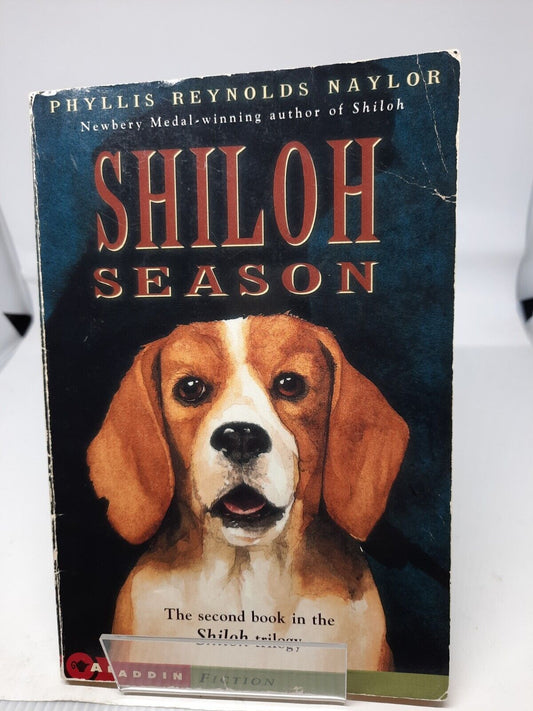 PHYLLIS REYNOLDS NAYLOR
Newbery Medal-winning author of Shiloh
SHILOH
SEASON
The second book in the
Shiloh trilogy
ALADDIN FICTION